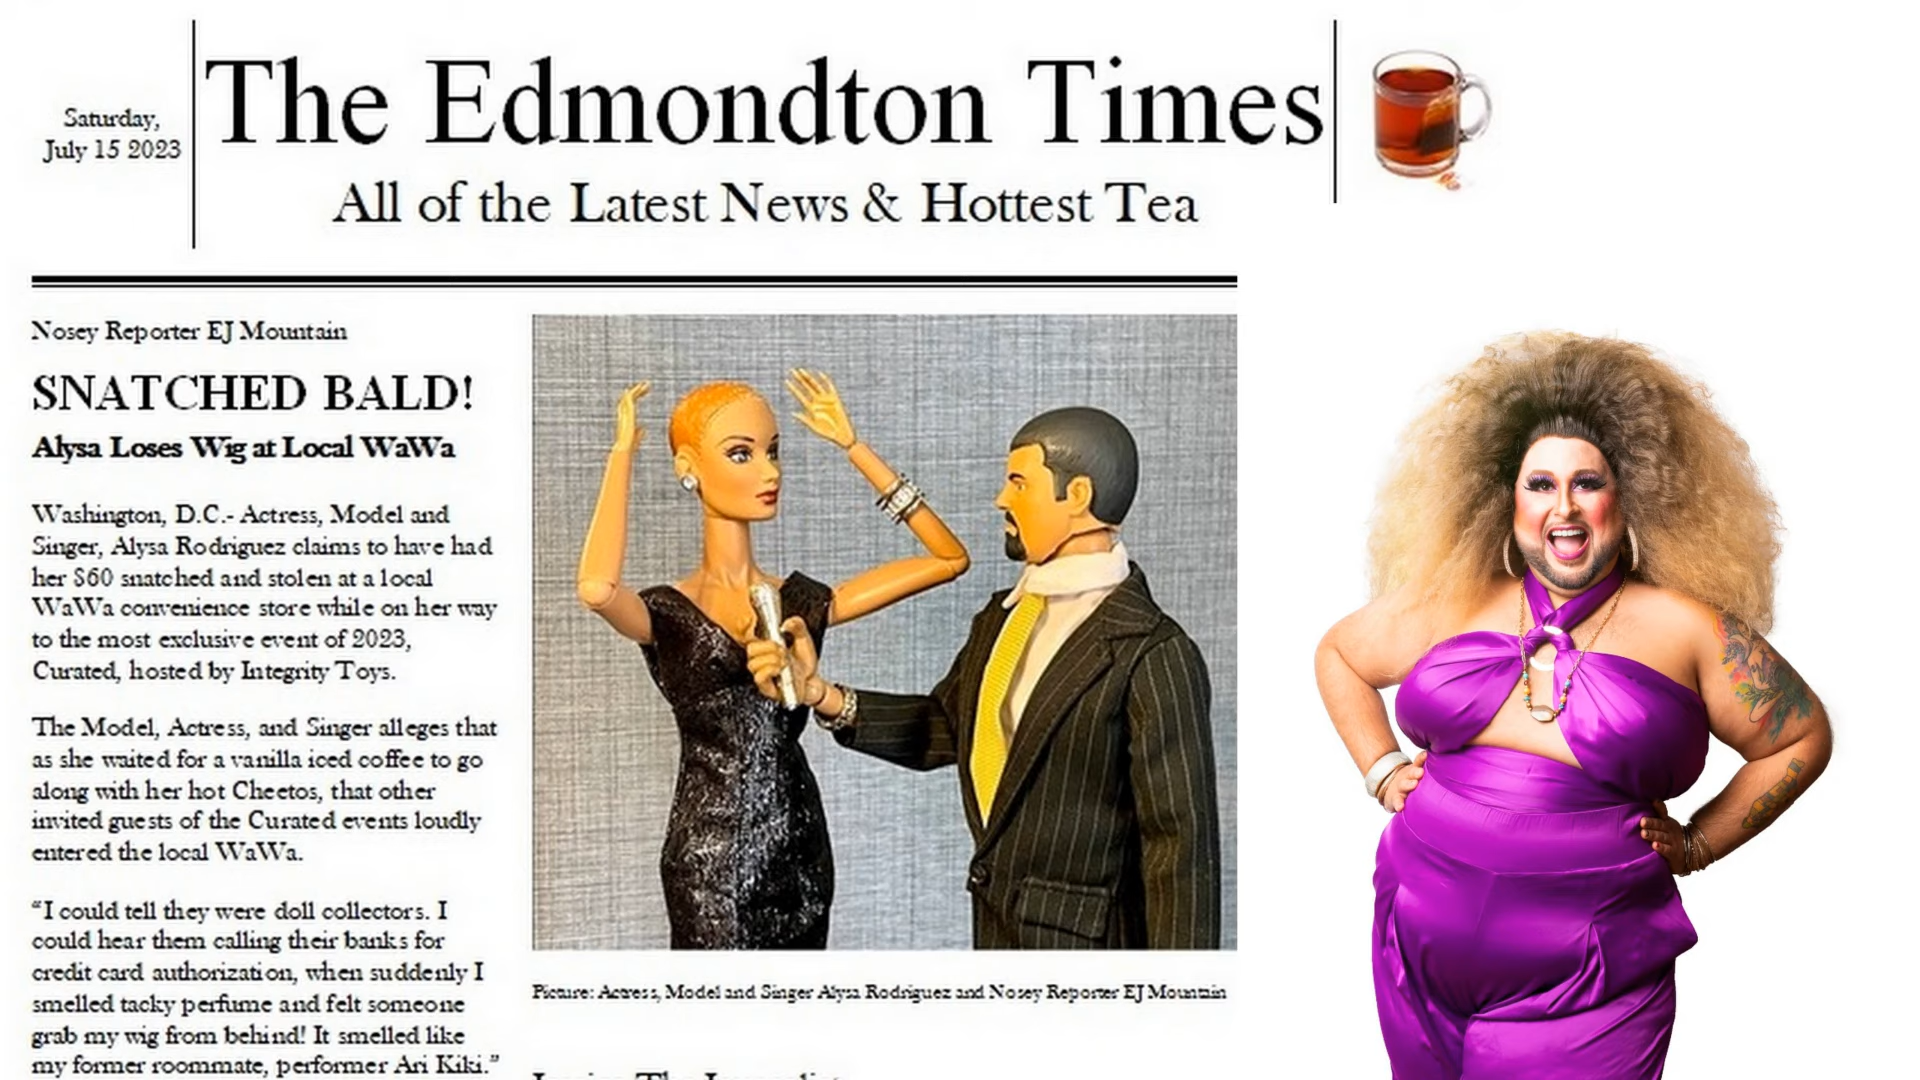 Saturday,
July 15 2023
The Edmondton Times
All of the Latest News & Hottest Tea
Nosey Reporter EJ Mountain
SNATCHED BALD!
Alysa Loses Wig at Local WaWa
Washington, D.C.- Actress, Model and
Singer, Alysa Rodriguez claims to have had
her $60 snatched and stolen at a local
WaWa convenience store while on her way
to the most exclusive event of 2023,
Curated, hosted by Integrity Toys.
The Model, Actress, and Singer alleges that
as she waited for a vanilla iced coffee to go
along with her hot Cheetos, that other
invited guests of the Curated events loudly
entered the local WaWa.
“I could tell they were doll collectors. I
could hear them calling their banks for
credit card authorization, when suddenly I
smelled tacky perfume and felt someone
grab my wig from behind! It smelled like
my former roommate, performer Ari Kiki.”
Picture: Actress, Model and Singer Alysa Rodriguez and Nosey Reporter EJ Mountain